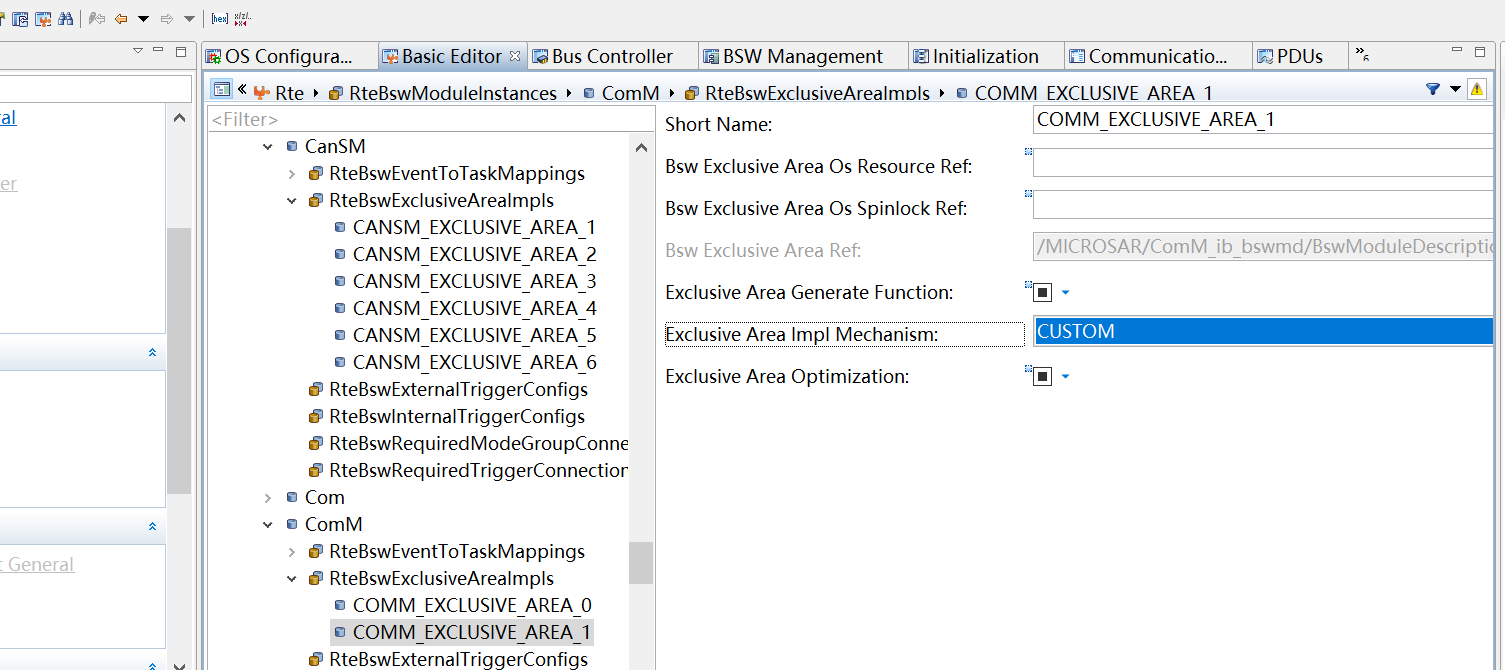 OS Configura...
Basic Editor
Bus Controller
BSW Management
Initialization
Communicatio...
PDUs
»6
« Rte RteBswModuleInstances ComM RteBswExclusiveAreaImpls COMM_EXCLUSIVE_AREA_1
al
er
t General
<Filter>
CanSM
RteBswEventToTaskMappings
RteBswExclusiveAreaImpls
CANSM_EXCLUSIVE_AREA_1
CANSM_EXCLUSIVE_AREA_2
CANSM_EXCLUSIVE_AREA_3
CANSM_EXCLUSIVE_AREA_4
CANSM_EXCLUSIVE_AREA_5
CANSM_EXCLUSIVE_AREA_6
RteBswExternalTriggerConfigs
RteBswInternalTriggerConfigs
RteBswRequiredModeGroupConne
RteBswRequiredTriggerConnection
Com
ComM
RteBswEventToTaskMappings
RteBswExclusiveAreaImpls
COMM_EXCLUSIVE_AREA_0
COMM_EXCLUSIVE_AREA_1
RteBswExternalTriggerConfigs
Short Name: COMM_EXCLUSIVE_AREA_1
Bsw Exclusive Area Os Resource Ref:
Bsw Exclusive Area Os Spinlock Ref:
Bsw Exclusive Area Ref: /MICROSAR/ComM_ib_bswmd/BswModuleDescriptic
Exclusive Area Generate Function:
Exclusive Area Impl Mechanism: CUSTOM
Exclusive Area Optimization: